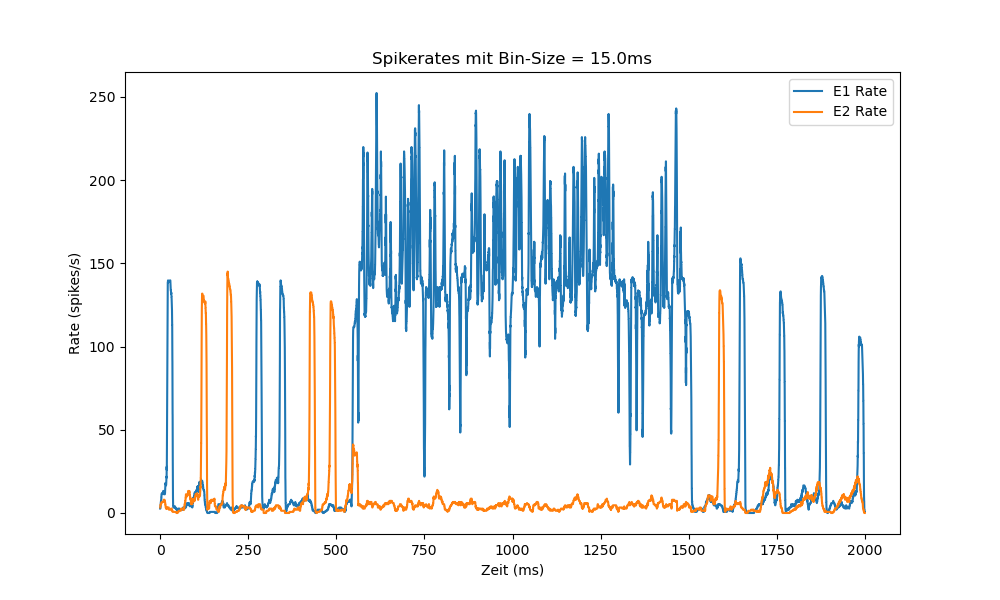 Spikerates mit Bin-Size = 15.0ms
E1 Rate
E2 Rate
250
200
150
100
50
0
Rate (spikes/s)
0 250 500 750 1000 1250 1500 1750 2000
Zeit (ms)